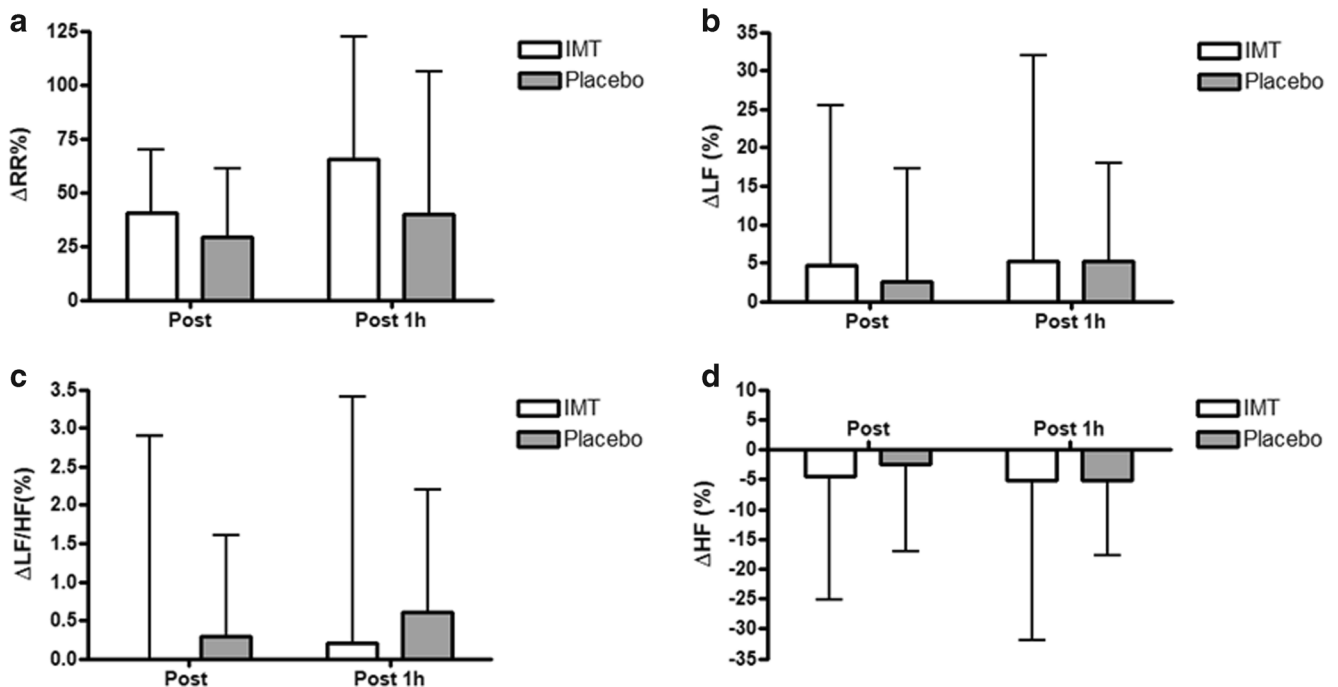 a
125
100
75
50
25
0
ΔRR%)
Post
Post 1h
IMT
Placebo
b
35
30
25
20
15
10
5
0
ΔLF (%)
Post
Post 1h
IMT
Placebo
c
3.5
3.0
2.5
2.0
1.5
1.0
0.5
0.0
ΔLF/HF(%)
Post
Post 1h
IMT
Placebo
d
10
5
0
-5
-10
-15
-20
-25
-30
-35
ΔHF (%)
Post
Post 1h
IMT
Placebo